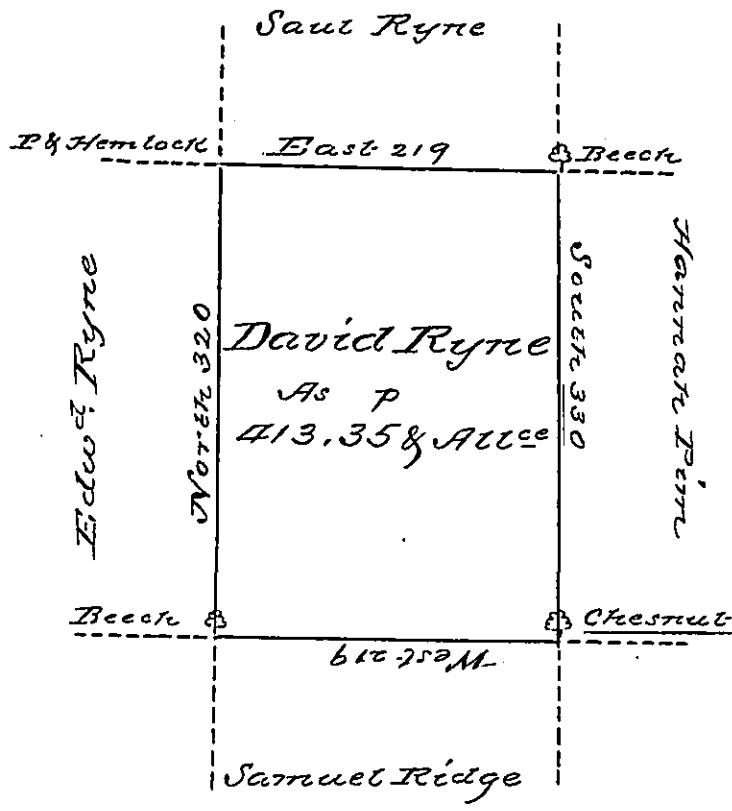 Saul Ryne
P & Hemlock
East 219
Beech
Edwd. Ryne
North 320
David Ryne
As p
413.35 & Allce
South 330
Hannah Pim
Beech
Chesnut
West 219
Samuel Ridge